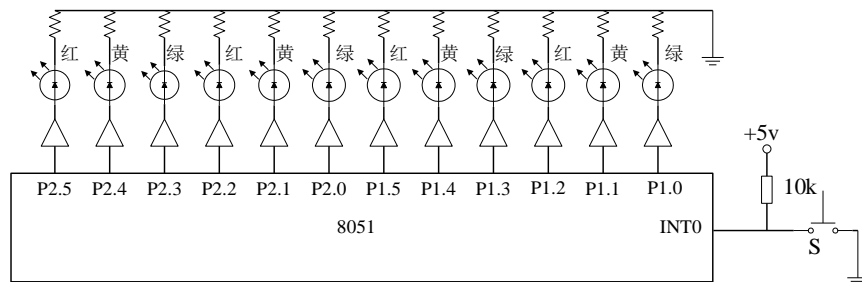 红 黄 绿 红 黄 绿 红 黄 绿 红 黄 绿
+5v
P2.5 P2.4 P2.3 P2.2 P2.1 P2.0 P1.5 P1.4 P1.3 P1.2 P1.1 P1.0
10k
8051
INT0
S